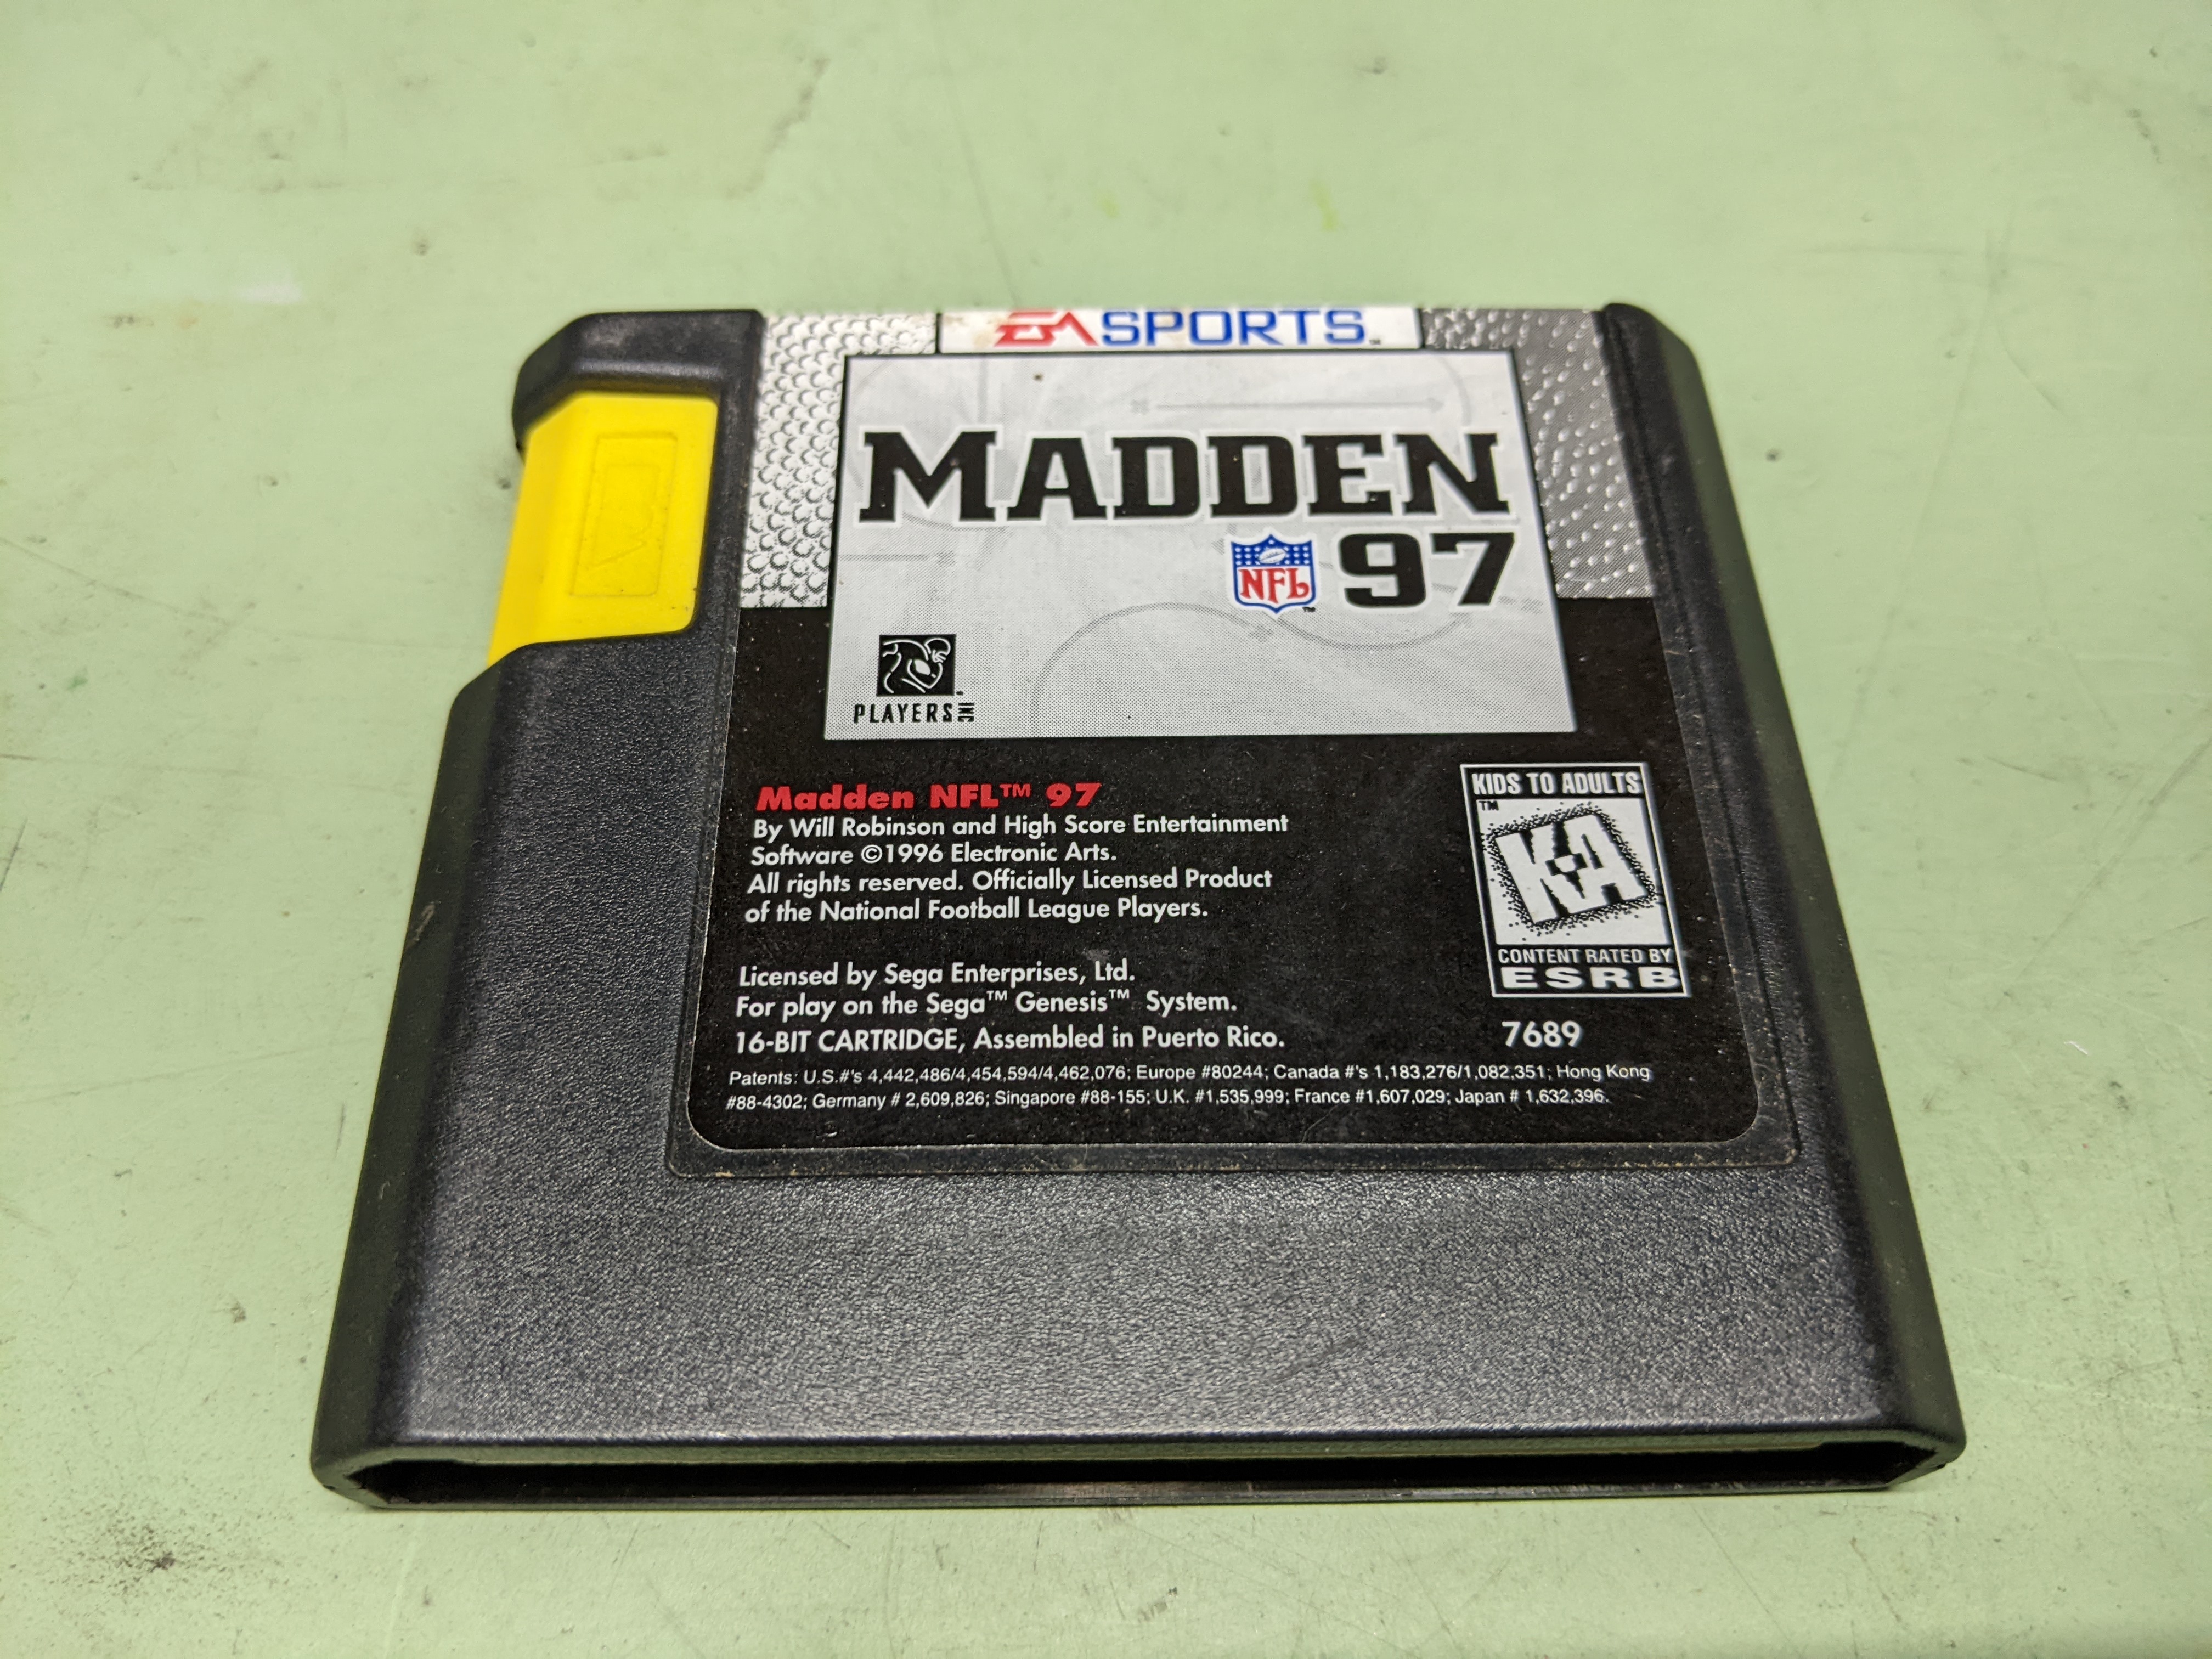 EA SPORTS™
MADDEN
NFL™ 97
PLAYERS INC
Madden NFL™ 97
By Will Robinson and High Score Entertainment
Software ©1996 Electronic Arts.
All rights reserved. Officially Licensed Product
of the National Football League Players.
Licensed by Sega Enterprises, Ltd.
For play on the Sega™ Genesis™ System.
16-BIT CARTRIDGE, Assembled in Puerto Rico.
KIDS TO ADULTS
™
K-A
CONTENT RATED BY
ESRB
7689
Patents: U.S.#'s 4,442,486/4,454,594/4,462,076; Europe #80244; Canada #'s 1,183,276/1,082,351; Hong Kong
#88-4302; Germany # 2,609,826; Singapore #88-155; U.K. #1,535,999; France #1,607,029; Japan # 1,632,396.